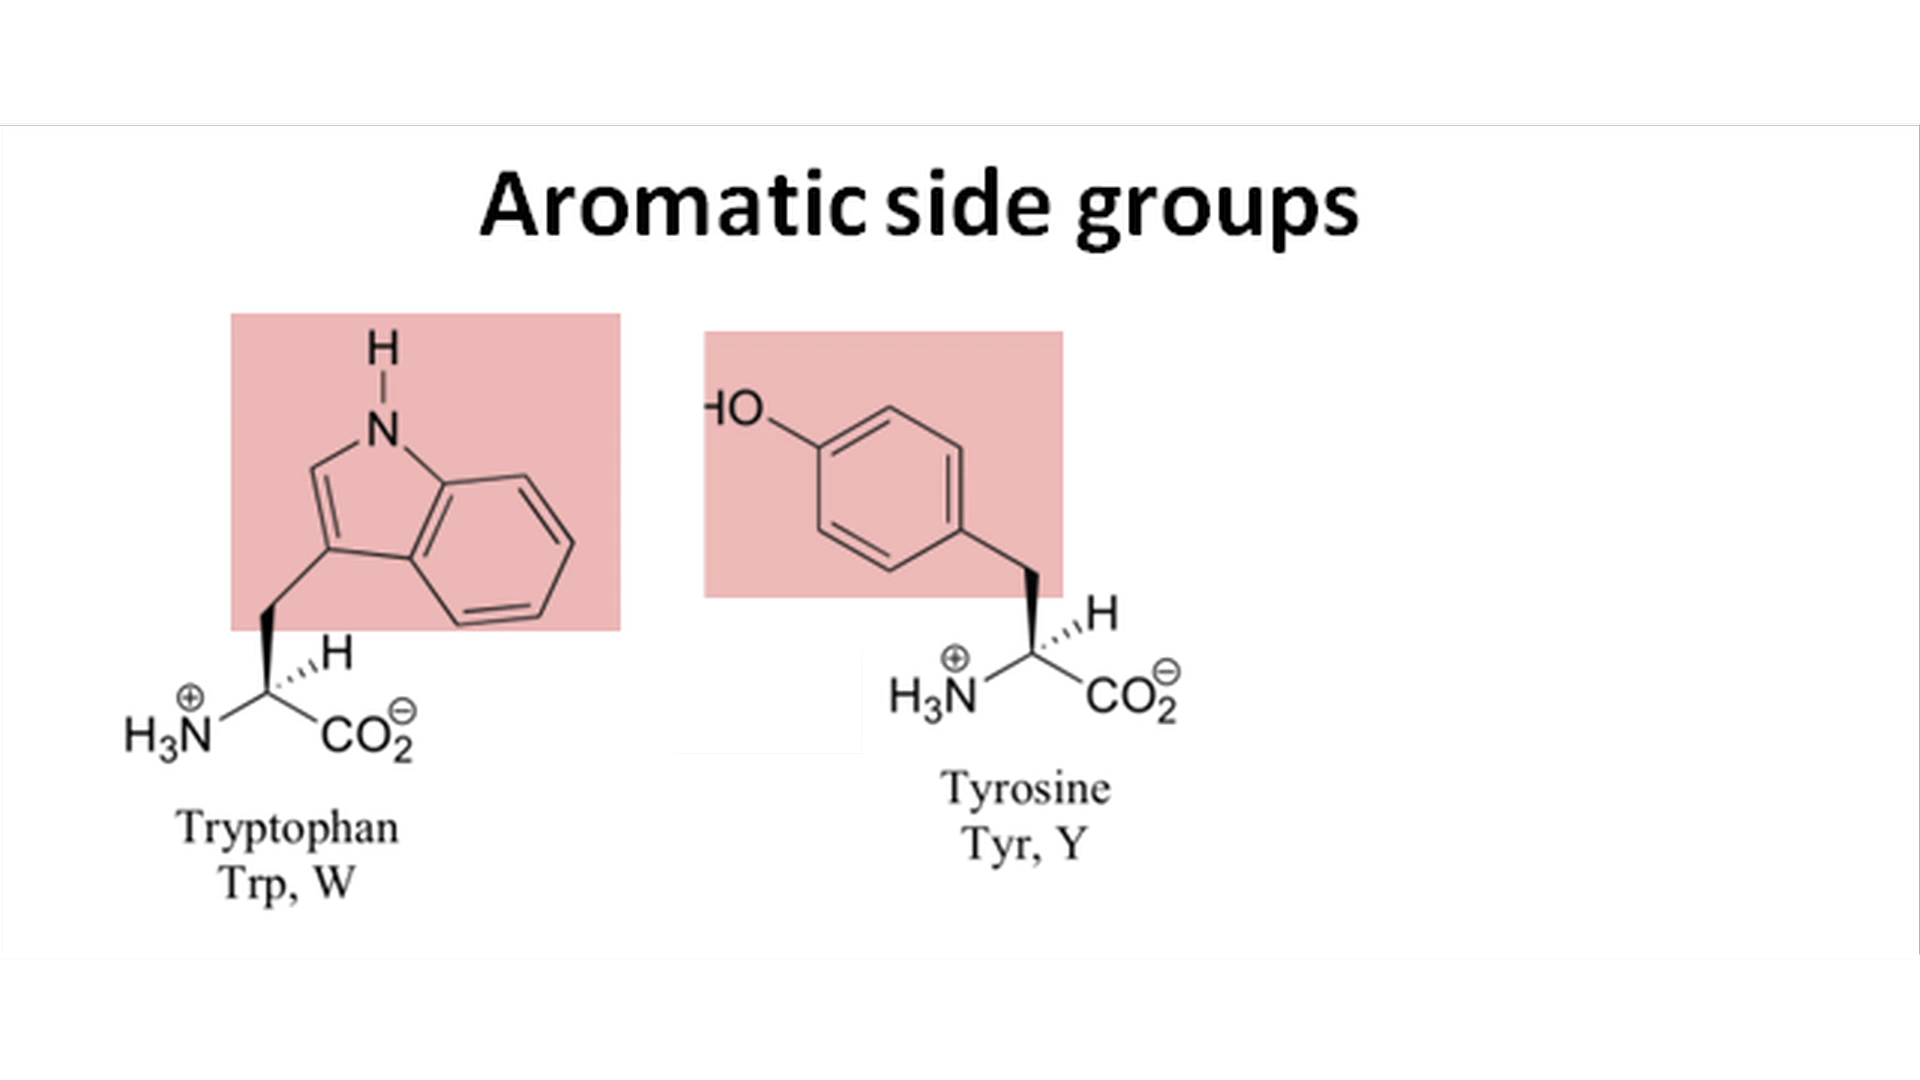 Aromatic side groups
H
N
H
H₃N⊕
CO₂⊖
Tryptophan
Trp, W
HO
H
H₃N⊕
CO₂⊖
Tyrosine
Tyr, Y